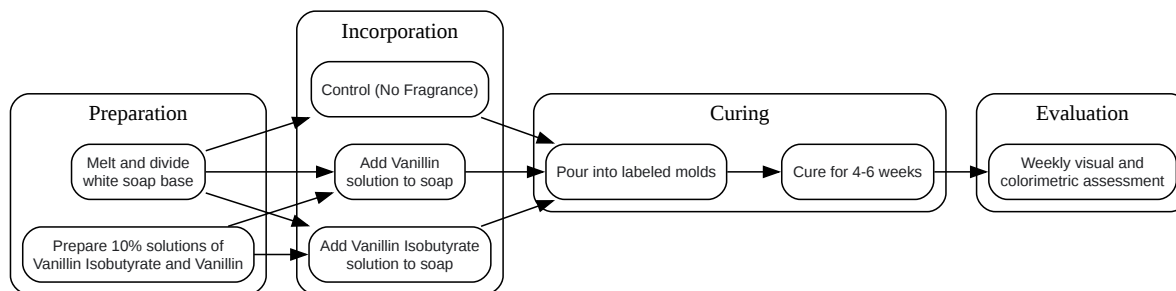 Preparation
Melt and divide
white soap base
Prepare 10% solutions of
Vanillin Isobutyrate and Vanillin
Incorporation
Control (No Fragrance)
Add Vanillin
solution to soap
Add Vanillin Isobutyrate
solution to soap
Curing
Pour into labeled molds
Cure for 4-6 weeks
Evaluation
Weekly visual and
colorimetric assessment